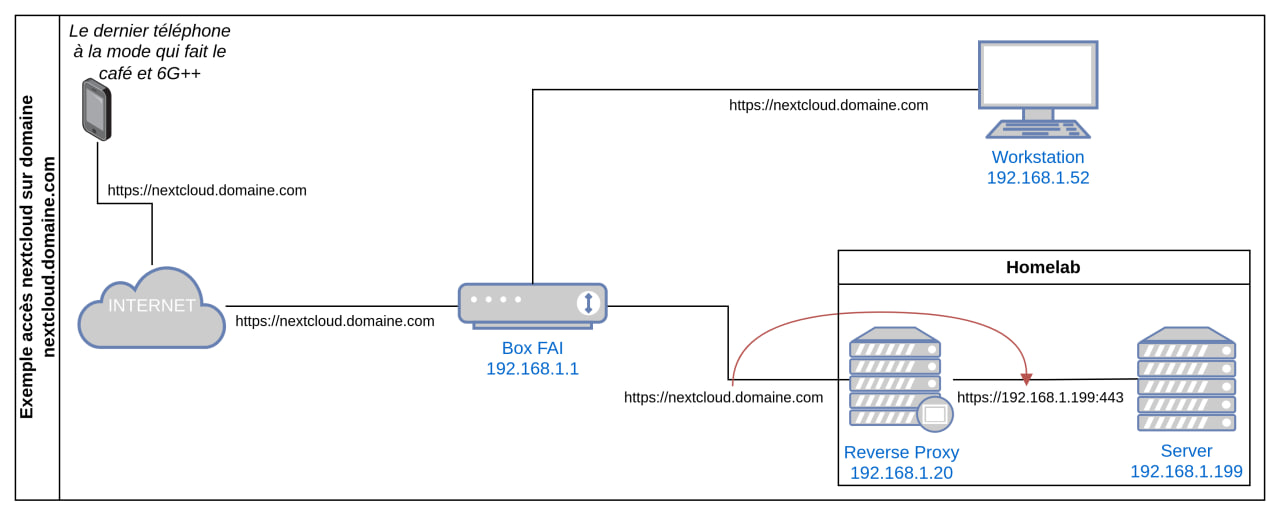 Exemple accès nextcloud sur domaine
nextcloud.domaine.com
Le dernier téléphone
à la mode qui fait le
café et 6G++
https://nextcloud.domaine.com
INTERNET
https://nextcloud.domaine.com
Box FAI
192.168.1.1
https://nextcloud.domaine.com
Workstation
192.168.1.52
Homelab
https://nextcloud.domaine.com
https://192.168.1.199:443
Reverse Proxy
192.168.1.20
Server
192.168.1.199